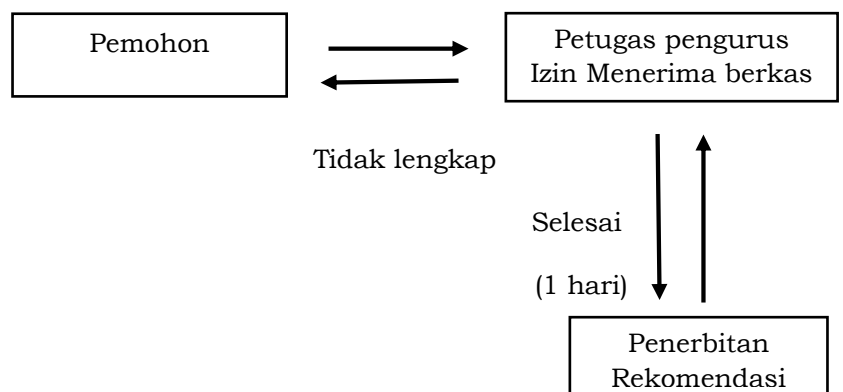 Pemohon
Petugas pengurus
Izin Menerima berkas
Tidak lengkap
Selesai
(1 hari)
Penerbitan
Rekomendasi